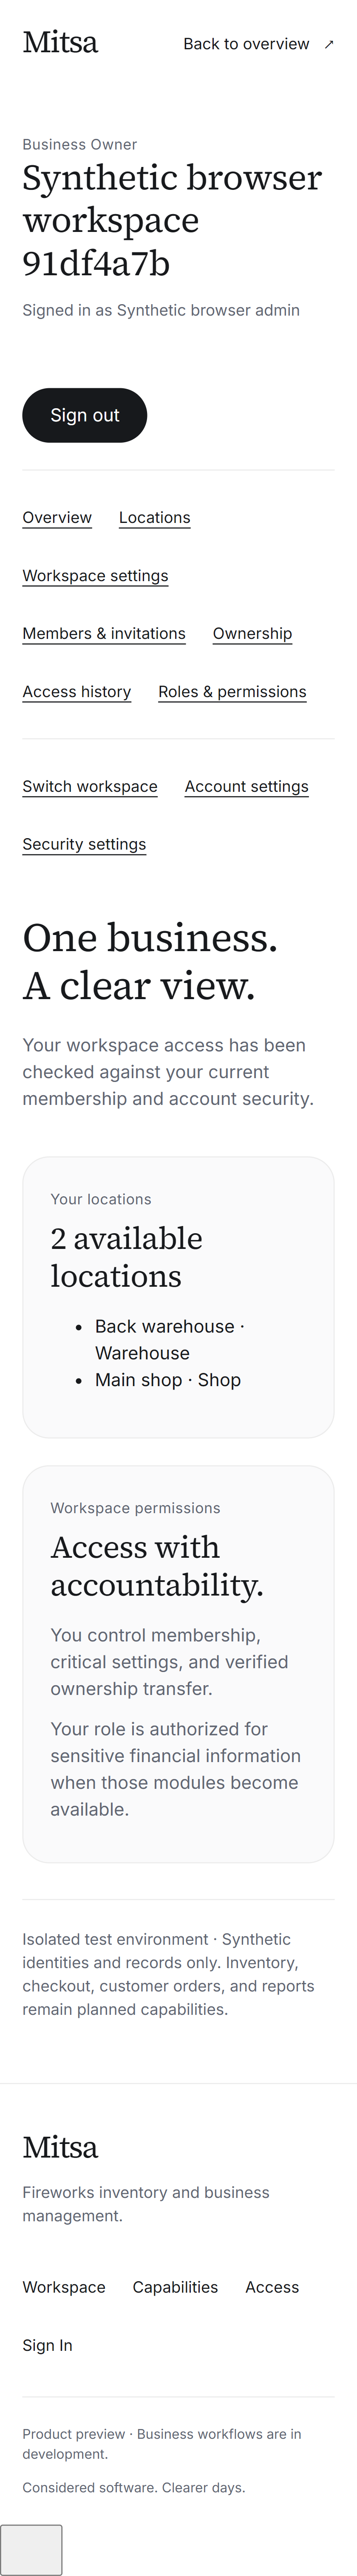 Mitsa
Back to overview ↗
Business Owner
Synthetic browser
workspace
91df4a7b
Signed in as Synthetic browser admin
Sign out
Overview Locations
Workspace settings
Members & invitations Ownership
Access history Roles & permissions
Switch workspace Account settings
Security settings
One business.
A clear view.
Your workspace access has been
checked against your current
membership and account security.
Your locations
2 available
locations
• Back warehouse ·
Warehouse
• Main shop · Shop
Workspace permissions
Access with
accountability.
You control membership,
critical settings, and verified
ownership transfer.
Your role is authorized for
sensitive financial information
when those modules become
available.
Isolated test environment · Synthetic
identities and records only. Inventory,
checkout, customer orders, and reports
remain planned capabilities.
Mitsa
Fireworks inventory and business
management.
Workspace Capabilities Access
Sign In
Product preview · Business workflows are in
development.
Considered software. Clearer days.